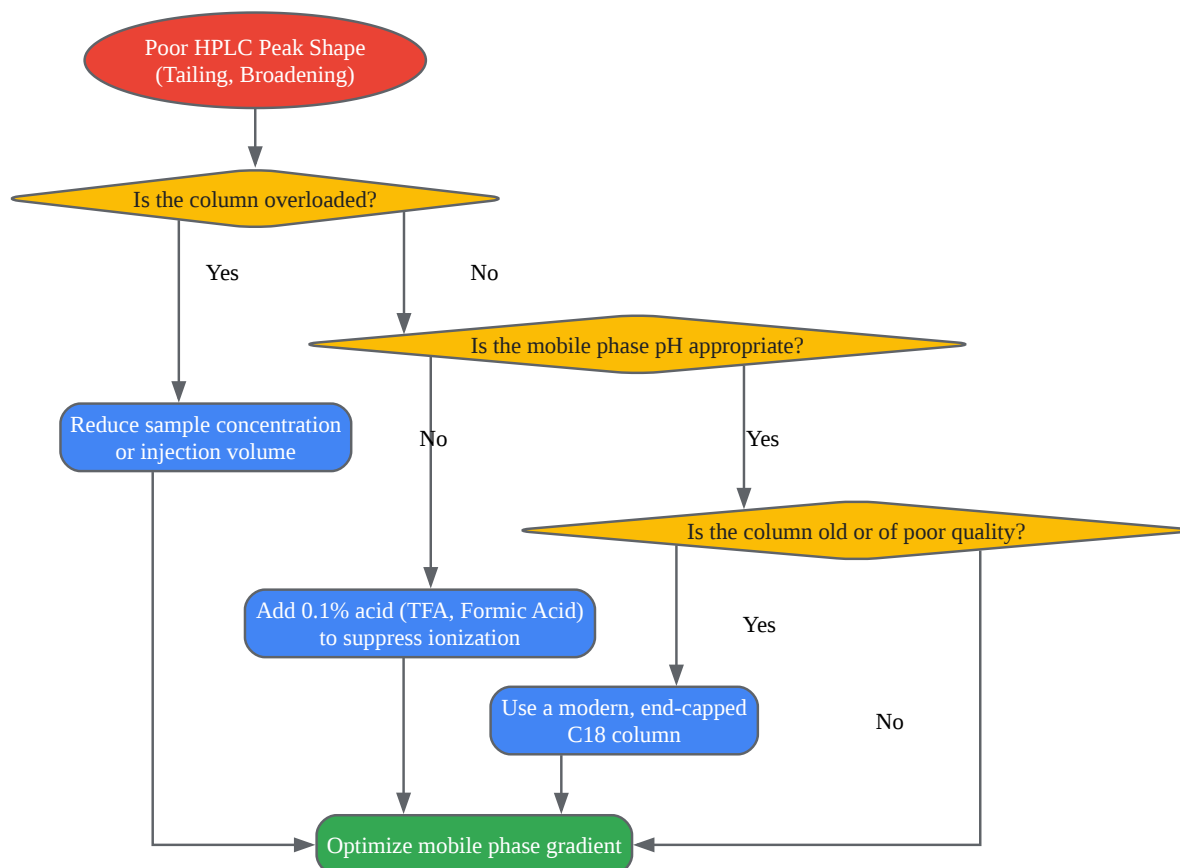 Poor HPLC Peak Shape
(Tailing, Broadening)
Is the column overloaded?
Yes
No
Is the mobile phase pH appropriate?
Reduce sample concentration
or injection volume
No
Yes
Is the column old or of poor quality?
Add 0.1% acid (TFA, Formic Acid)
to suppress ionization
Yes
Use a modern, end-capped
C18 column
No
Optimize mobile phase gradient